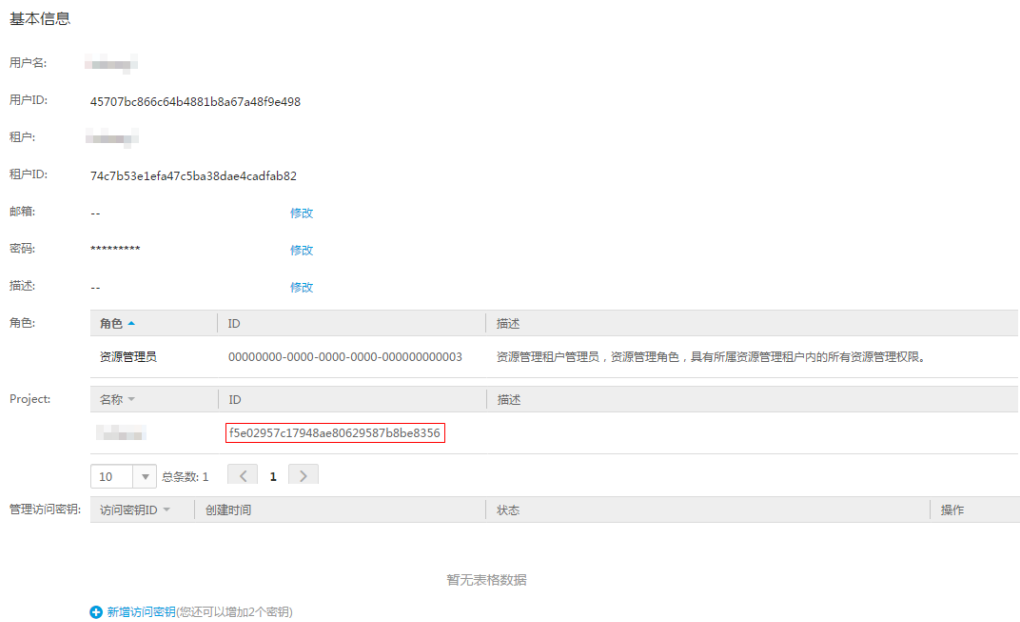 基本信息
用户名:
用户ID: 45707bc866c64b4881b8a67a48f9e498
租户:
租户ID: 74c7b53e1efa47c5ba38dae4cadfab82
邮箱: -- 修改
密码: ********* 修改
描述: -- 修改
角色: 角色 ID 描述
资源管理员 00000000-0000-0000-0000-000000000003 资源管理租户管理员，资源管理角色，具有所属资源管理租户内的所有资源管理权限。
Project: 名称 ID 描述
f5e02957c17948ae80629587b8be8356
10 总条数: 1 1
管理访问密钥: 访问密钥ID 创建时间 状态 操作
暂无表格数据
新增访问密钥(您还可以增加2个密钥)